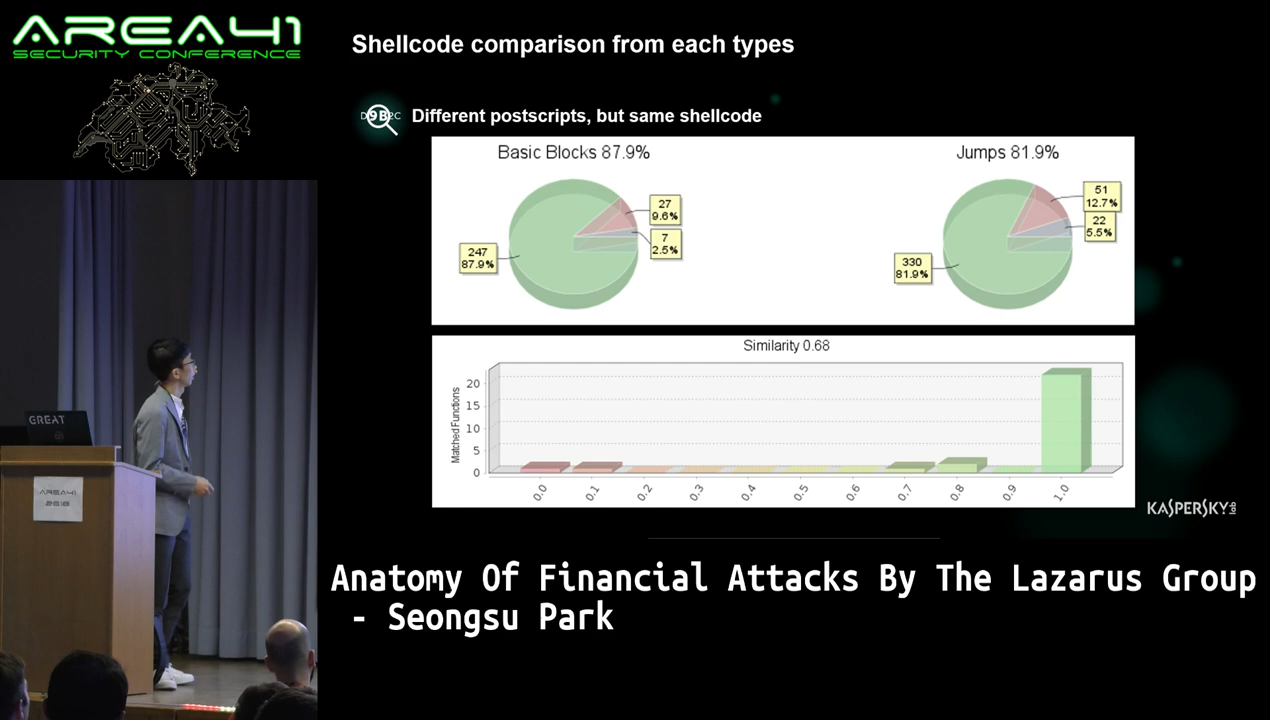 AREA41
SECURITY CONFERENCE
Shellcode comparison from each types
Different postscripts, but same shellcode
Basic Blocks 87.9%
27
9.6%
7
2.5%
247
87.9%
Jumps 81.9%
51
12.7%
22
5.5%
330
81.9%
Similarity 0.68
Matched Functions
20
15
10
5
0
0.0
0.1
0.2
0.3
0.4
0.5
0.6
0.7
0.8
0.9
1.0
KASPERSKY lab
GREAT
AREA41
2018
Anatomy Of Financial Attacks By The Lazarus Group
- Seongsu Park